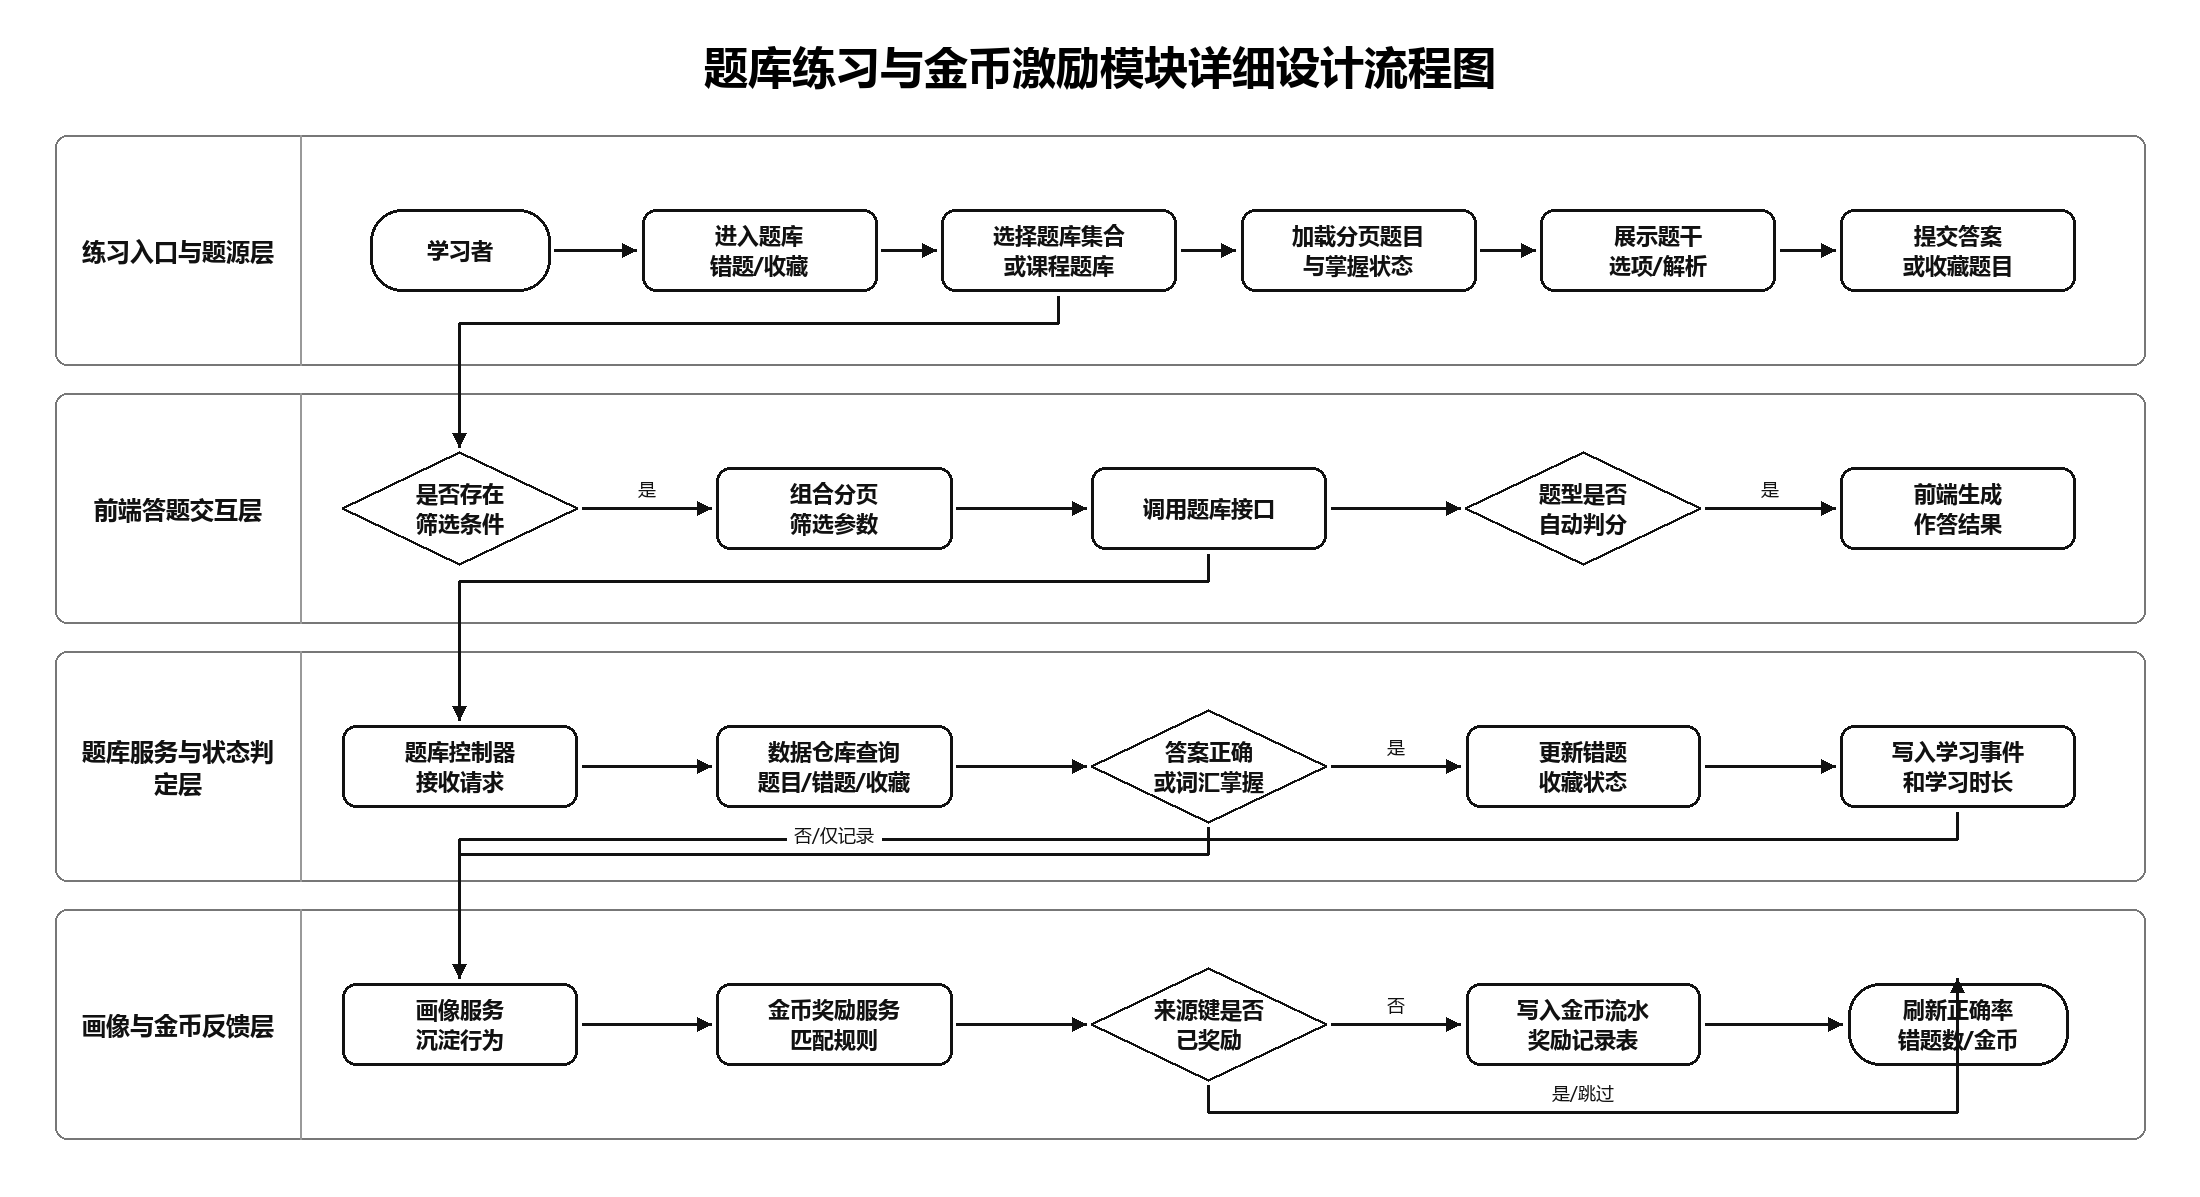 题库练习与金币激励模块详细设计流程图
练习入口与题源层
学习者
进入题库
错题/收藏
选择题库集合
或课程题库
加载分页题目
与掌握状态
展示题干
选项/解析
提交答案
或收藏题目
前端答题交互层
是否存在
筛选条件
是
组合分页
筛选参数
调用题库接口
题型是否
自动判分
是
前端生成
作答结果
题库服务与状态判
定层
题库控制器
接收请求
数据仓库查询
题目/错题/收藏
答案正确
或词汇掌握
是
更新错题
收藏状态
写入学习事件
和学习时长
否/仅记录
画像与金币反馈层
画像服务
沉淀行为
金币奖励服务
匹配规则
来源键是否
已奖励
否
写入金币流水
奖励记录表
刷新正确率
错题数/金币
是/跳过